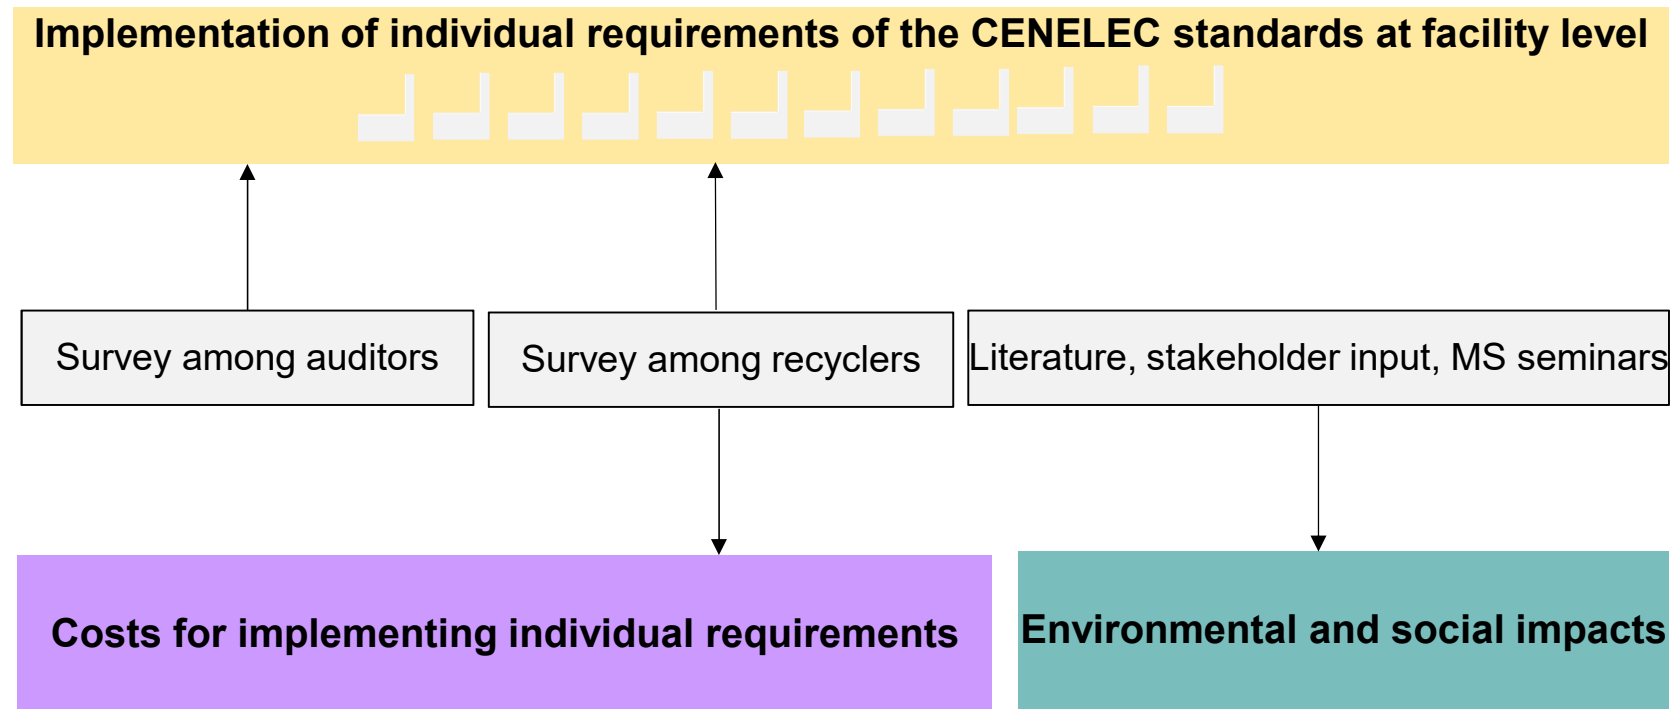 Implementation of individual requirements of the CENELEC standards at facility level
Survey among auditors
Survey among recyclers
Literature, stakeholder input, MS seminars
Costs for implementing individual requirements
Environmental and social impacts